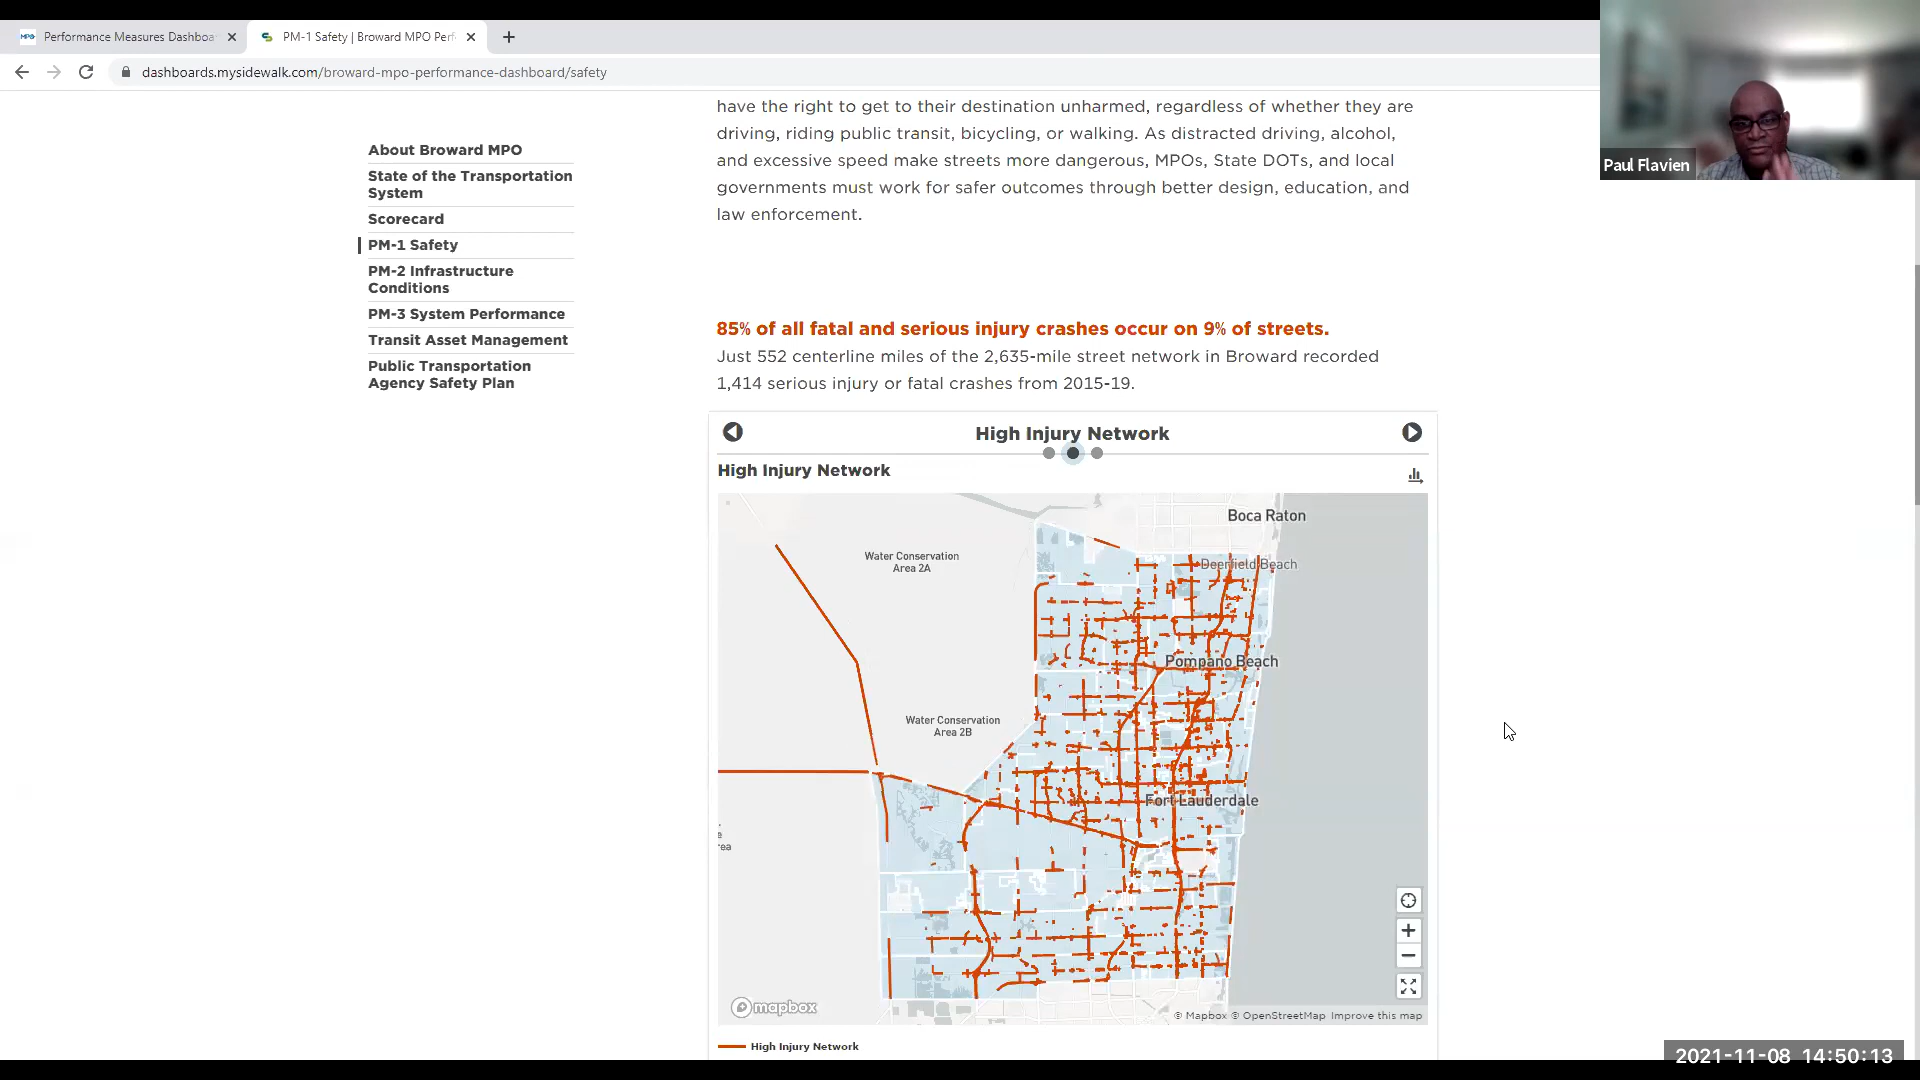 Performance Measures Dashboa
PM-1 Safety | Broward MPO Perf
dashboards.mysidewalk.com/broward-mpo-performance-dashboard/safety
Paul Flavien
About Broward MPO
State of the Transportation
System
Scorecard
PM-1 Safety
PM-2 Infrastructure
Conditions
PM-3 System Performance
Transit Asset Management
Public Transportation
Agency Safety Plan
have the right to get to their destination unharmed, regardless of whether they are
driving, riding public transit, bicycling, or walking. As distracted driving, alcohol,
and excessive speed make streets more dangerous, MPOs, State DOTs, and local
governments must work for safer outcomes through better design, education, and
law enforcement.
85% of all fatal and serious injury crashes occur on 9% of streets.
Just 552 centerline miles of the 2,635-mile street network in Broward recorded
1,414 serious injury or fatal crashes from 2015-19.
High Injury Network
High Injury Network
Boca Raton
Water Conservation
Area 2A
Deerfield Beach
Pompano Beach
Water Conservation
Area 2B
Fort Lauderdale
mapbox
© Mapbox © OpenStreetMap Improve this map
High Injury Network
2021-11-08 14:50:13